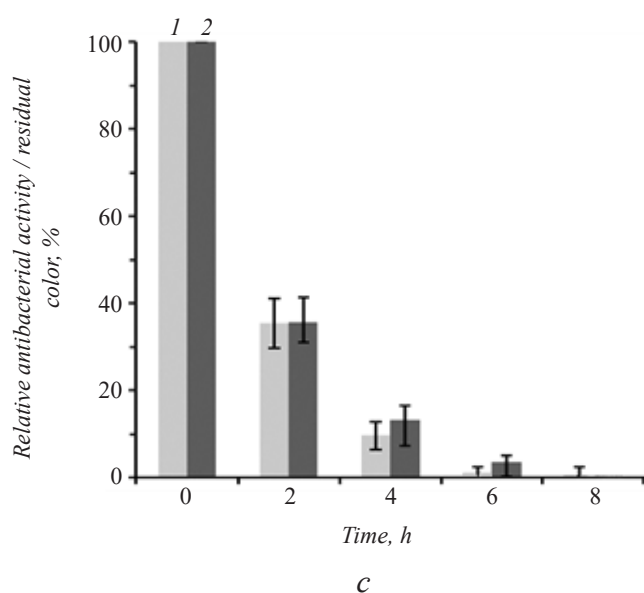 1 2
100
80
60
40
20
0
Relative antibacterial activity / residual
color, %
0 2 4 6 8
Time, h
c